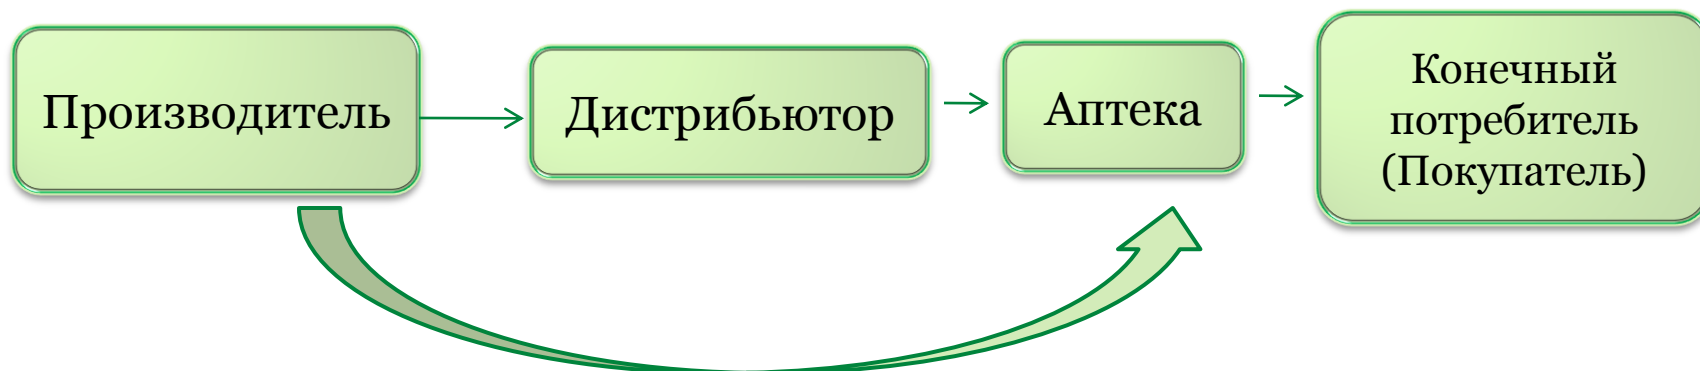 Производитель
Дистрибьютор
Аптека
Конечный
потребитель
(Покупатель)